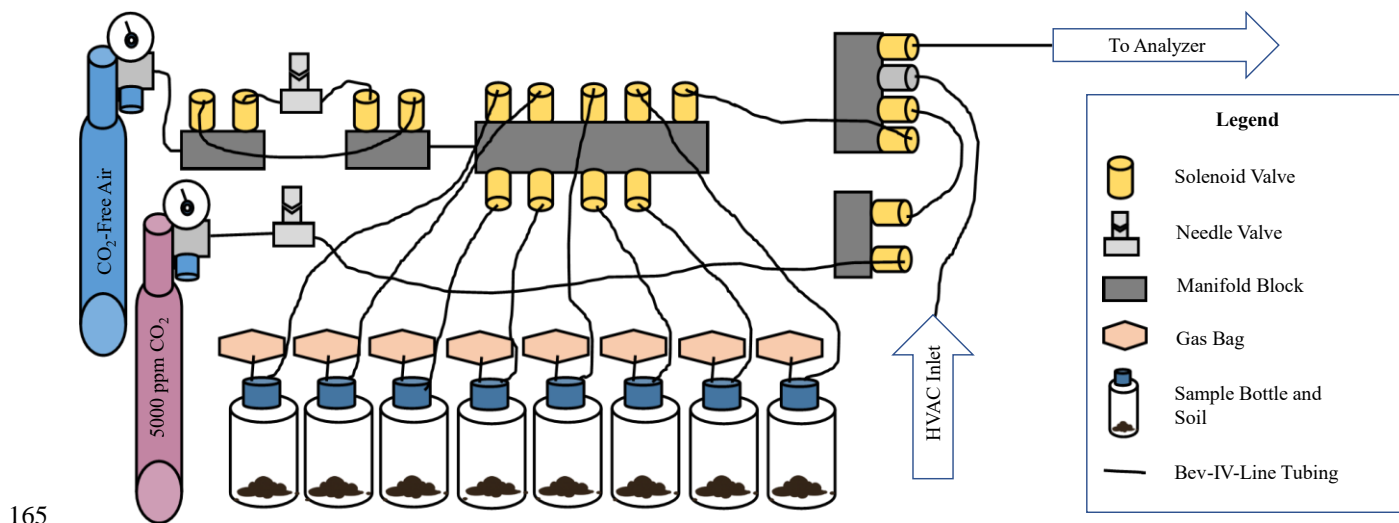 To Analyzer
CO₂-Free Air
5000 ppm CO₂
HVAC Inlet
Legend
Solenoid Valve
Needle Valve
Manifold Block
Gas Bag
Sample Bottle and
Soil
Bev-IV-Line Tubing
165